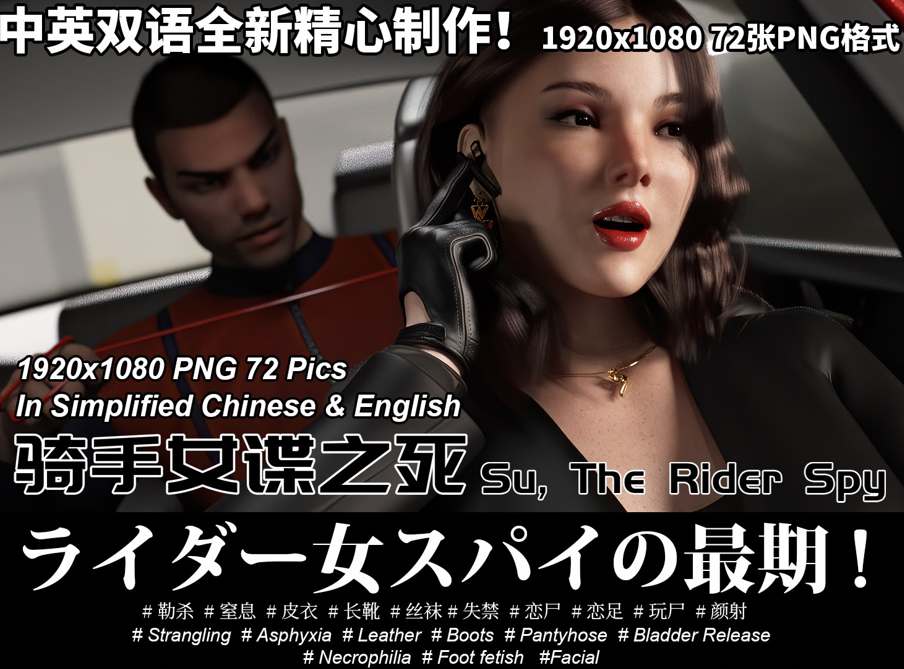 中英双语全新精心制作！ 1920x1080 72张PNG格式
1920x1080 PNG 72 Pics
In Simplified Chinese & English
骑手女谍之死 Su, The Rider Spy
ライダー女スパイの最期！
# 勒杀 # 窒息 # 皮衣 # 长靴 # 丝袜 # 失禁 # 恋尸 # 恋足 # 玩尸 # 颜射
# Strangling # Asphyxia # Leather # Boots # Pantyhose # Bladder Release
# Necrophilia # Foot fetish #Facial